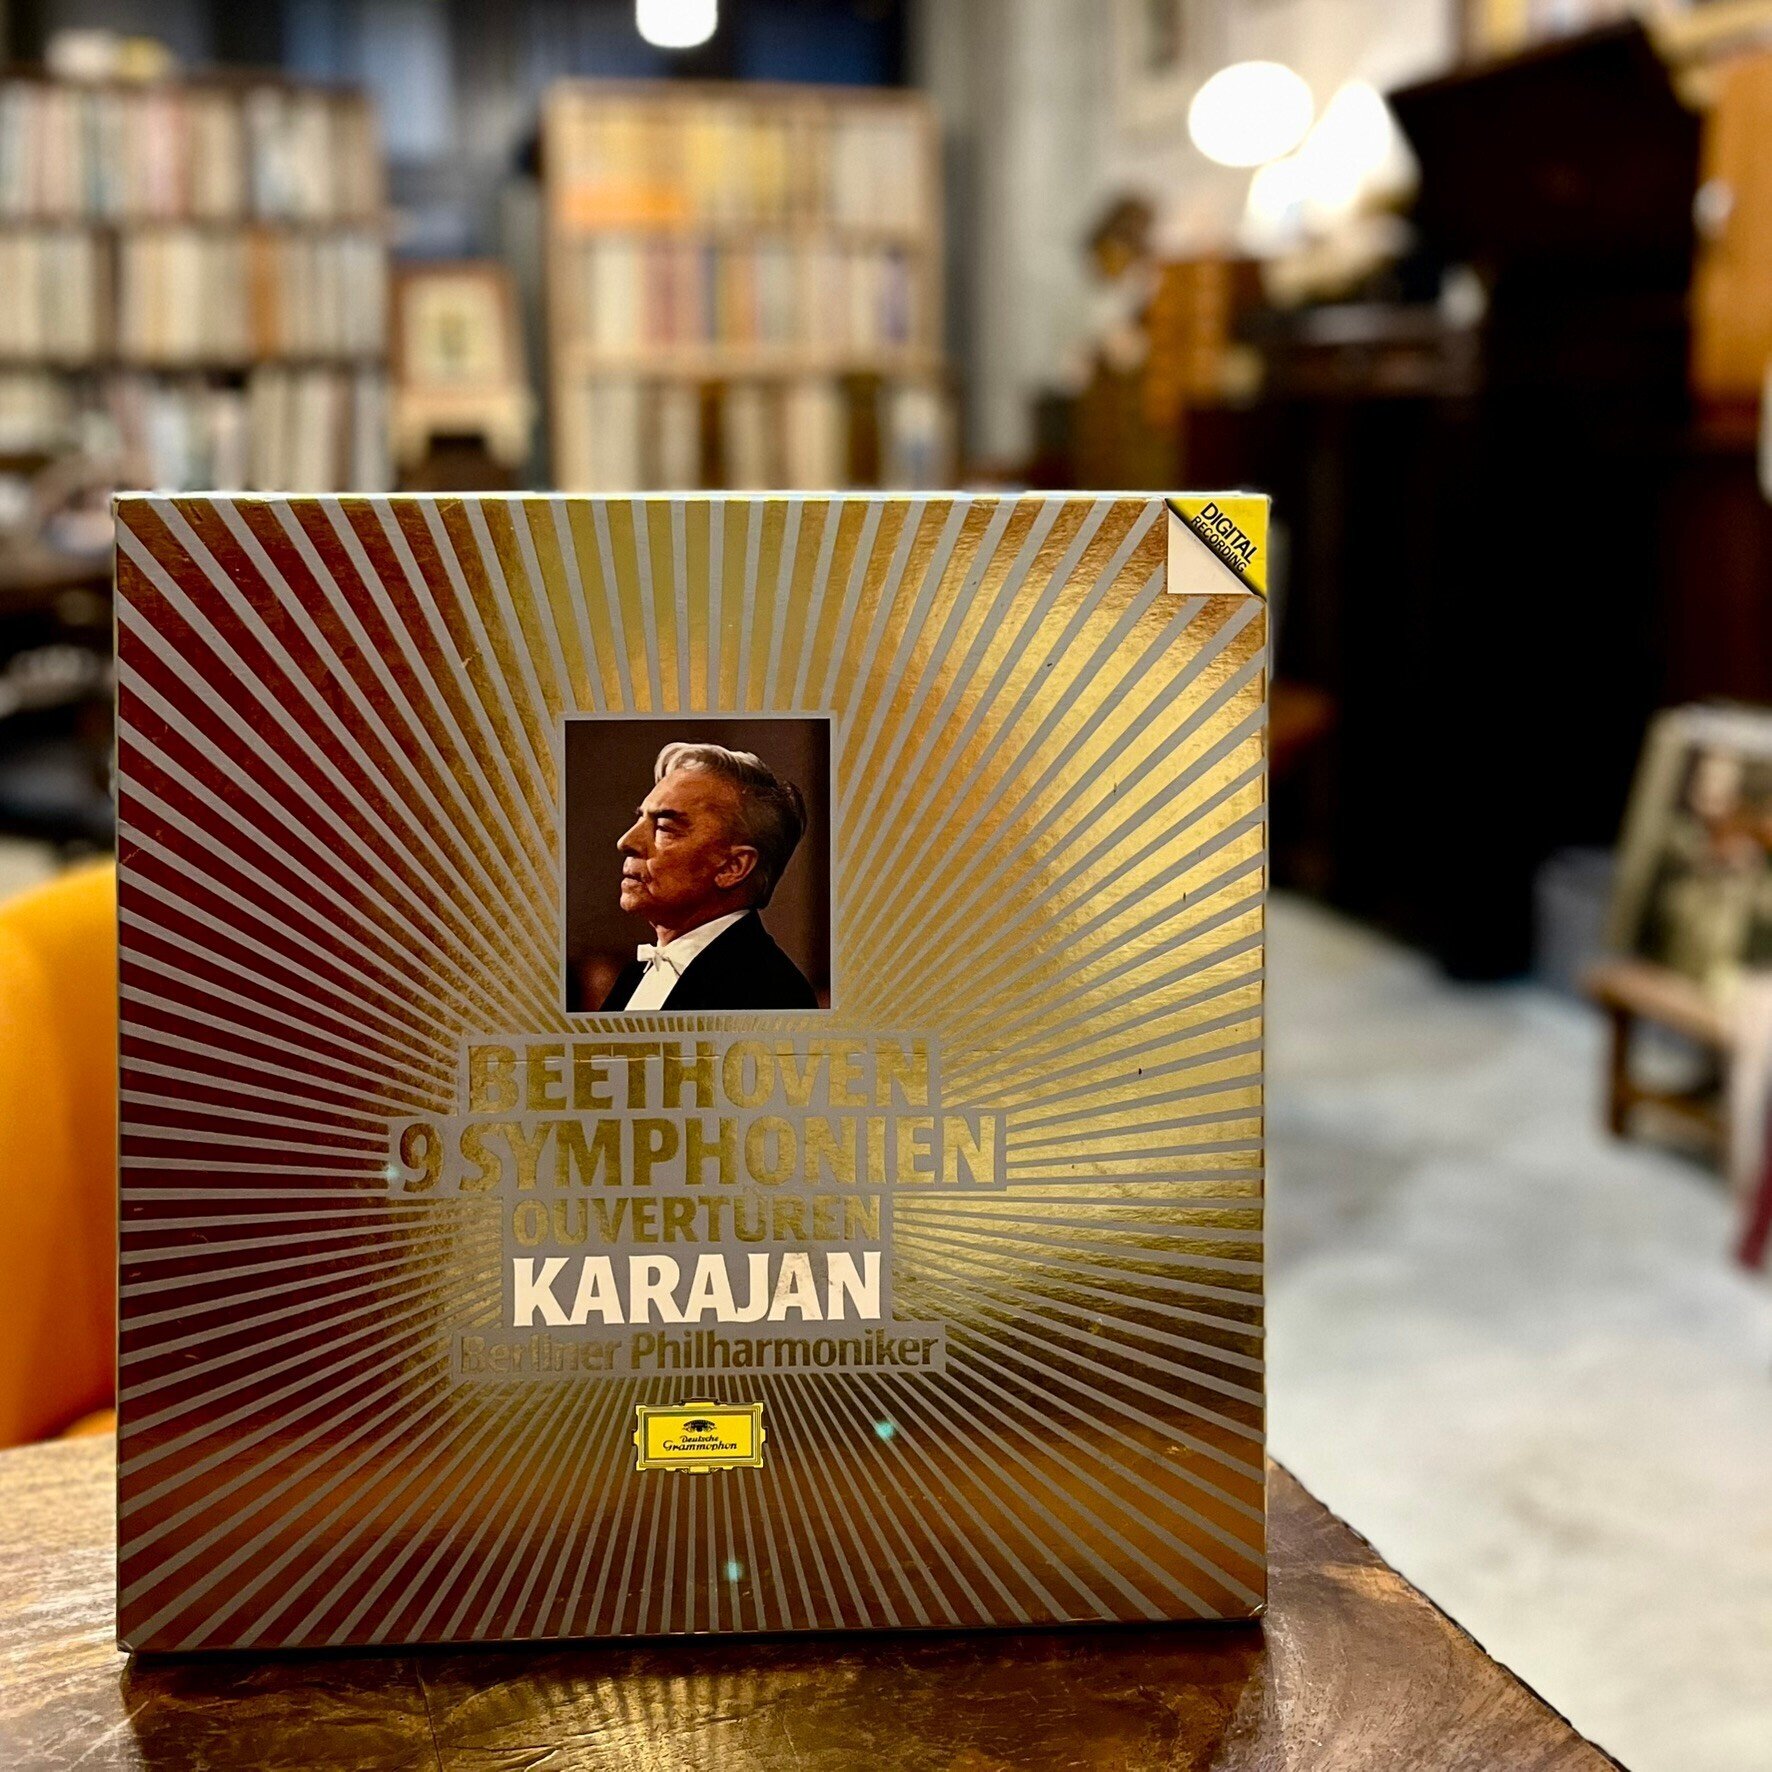 DIGITAL
RECORDING
BEETHOVEN
9 SYMPHONIEN
OUVERTÜREN
KARAJAN
Berliner Philharmoniker
Deutsche
Grammophon